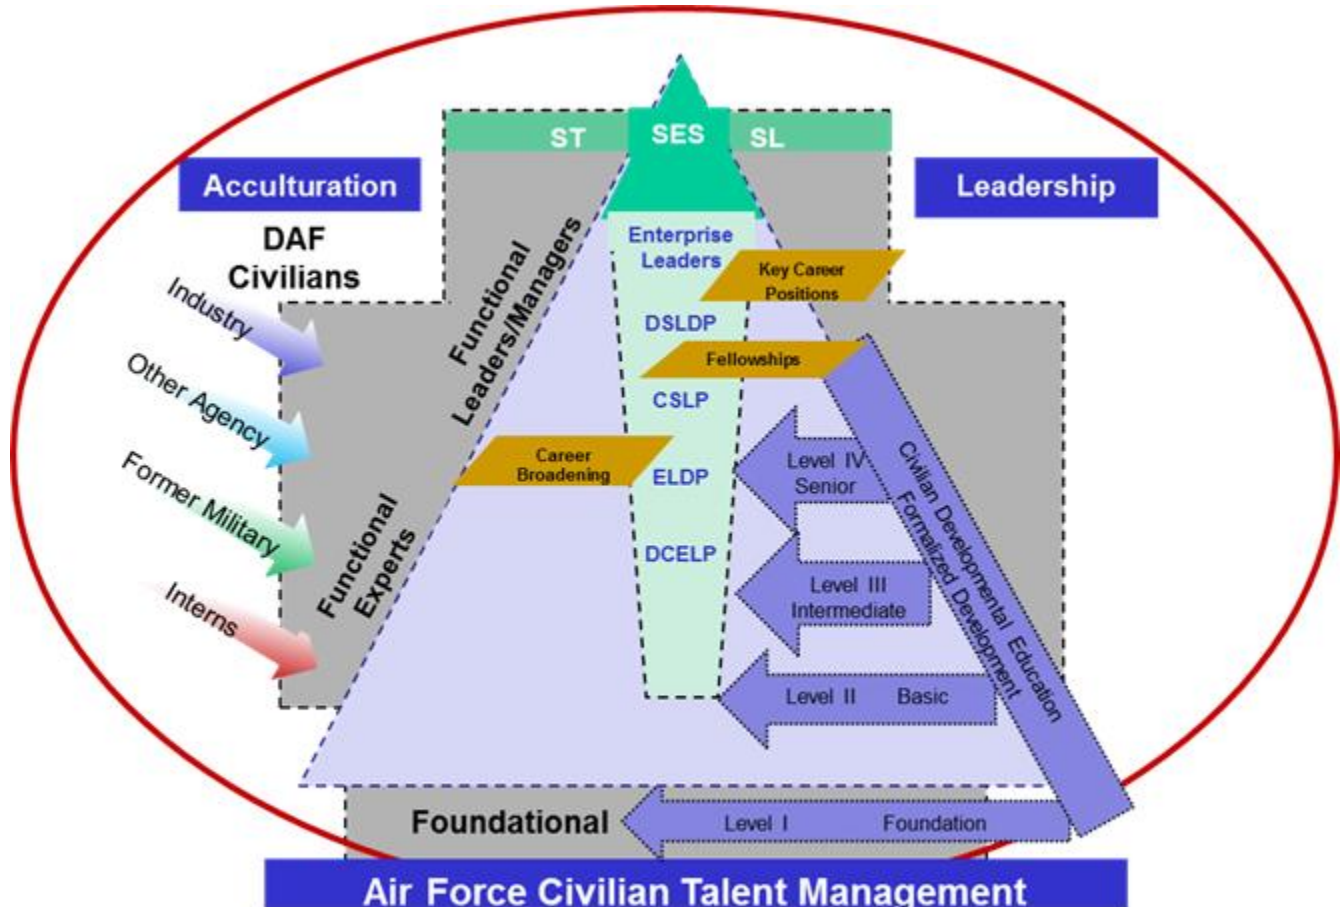 ST
SES
SL
Acculturation
Leadership
DAF
Civilians
Industry
Other Agency
Former Military
Interns
Functional
Leaders/Managers
Functional
Experts
Enterprise
Leaders
Key Career
Positions
DSLDP
Fellowships
CSLP
Career
Broadening
ELDP
DCELP
Level IV
Senior
Level III
Intermediate
Level II Basic
Civilian Developmental Education
Formalized Development
Foundational
Level I Foundation
Air Force Civilian Talent Management